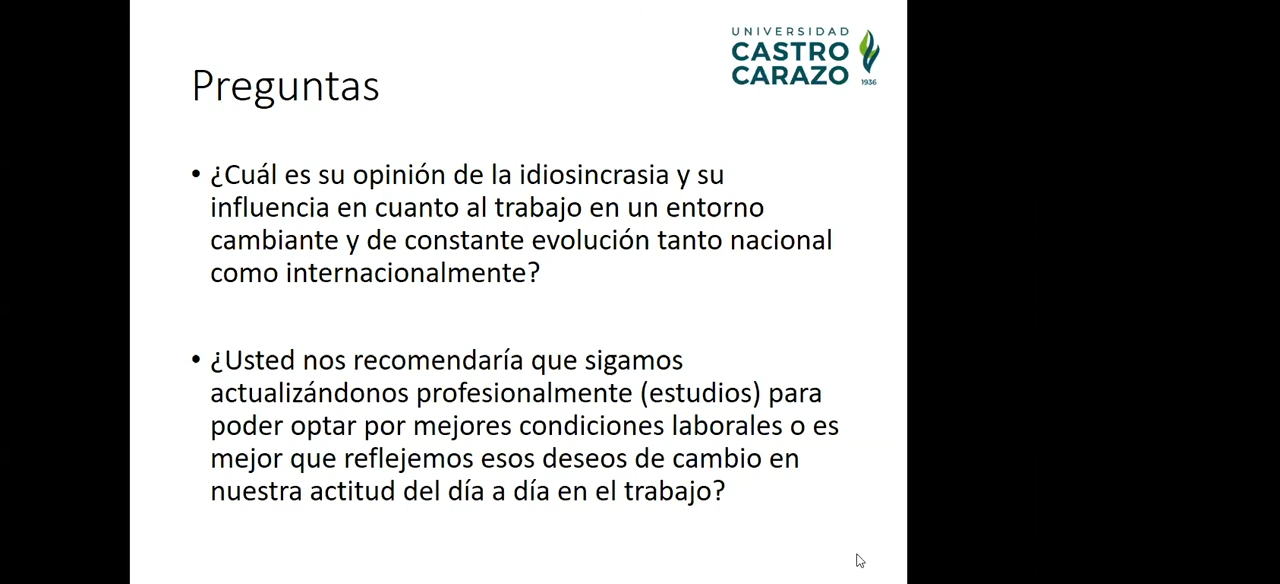 UNIVERSIDAD
CASTRO
CARAZO
1936
Preguntas
• ¿Cuál es su opinión de la idiosincrasia y su
influencia en cuanto al trabajo en un entorno
cambiante y de constante evolución tanto nacional
como internacionalmente?
• ¿Usted nos recomendaría que sigamos
actualizándonos profesionalmente (estudios) para
poder optar por mejores condiciones laborales o es
mejor que reflejemos esos deseos de cambio en
nuestra actitud del día a día en el trabajo?